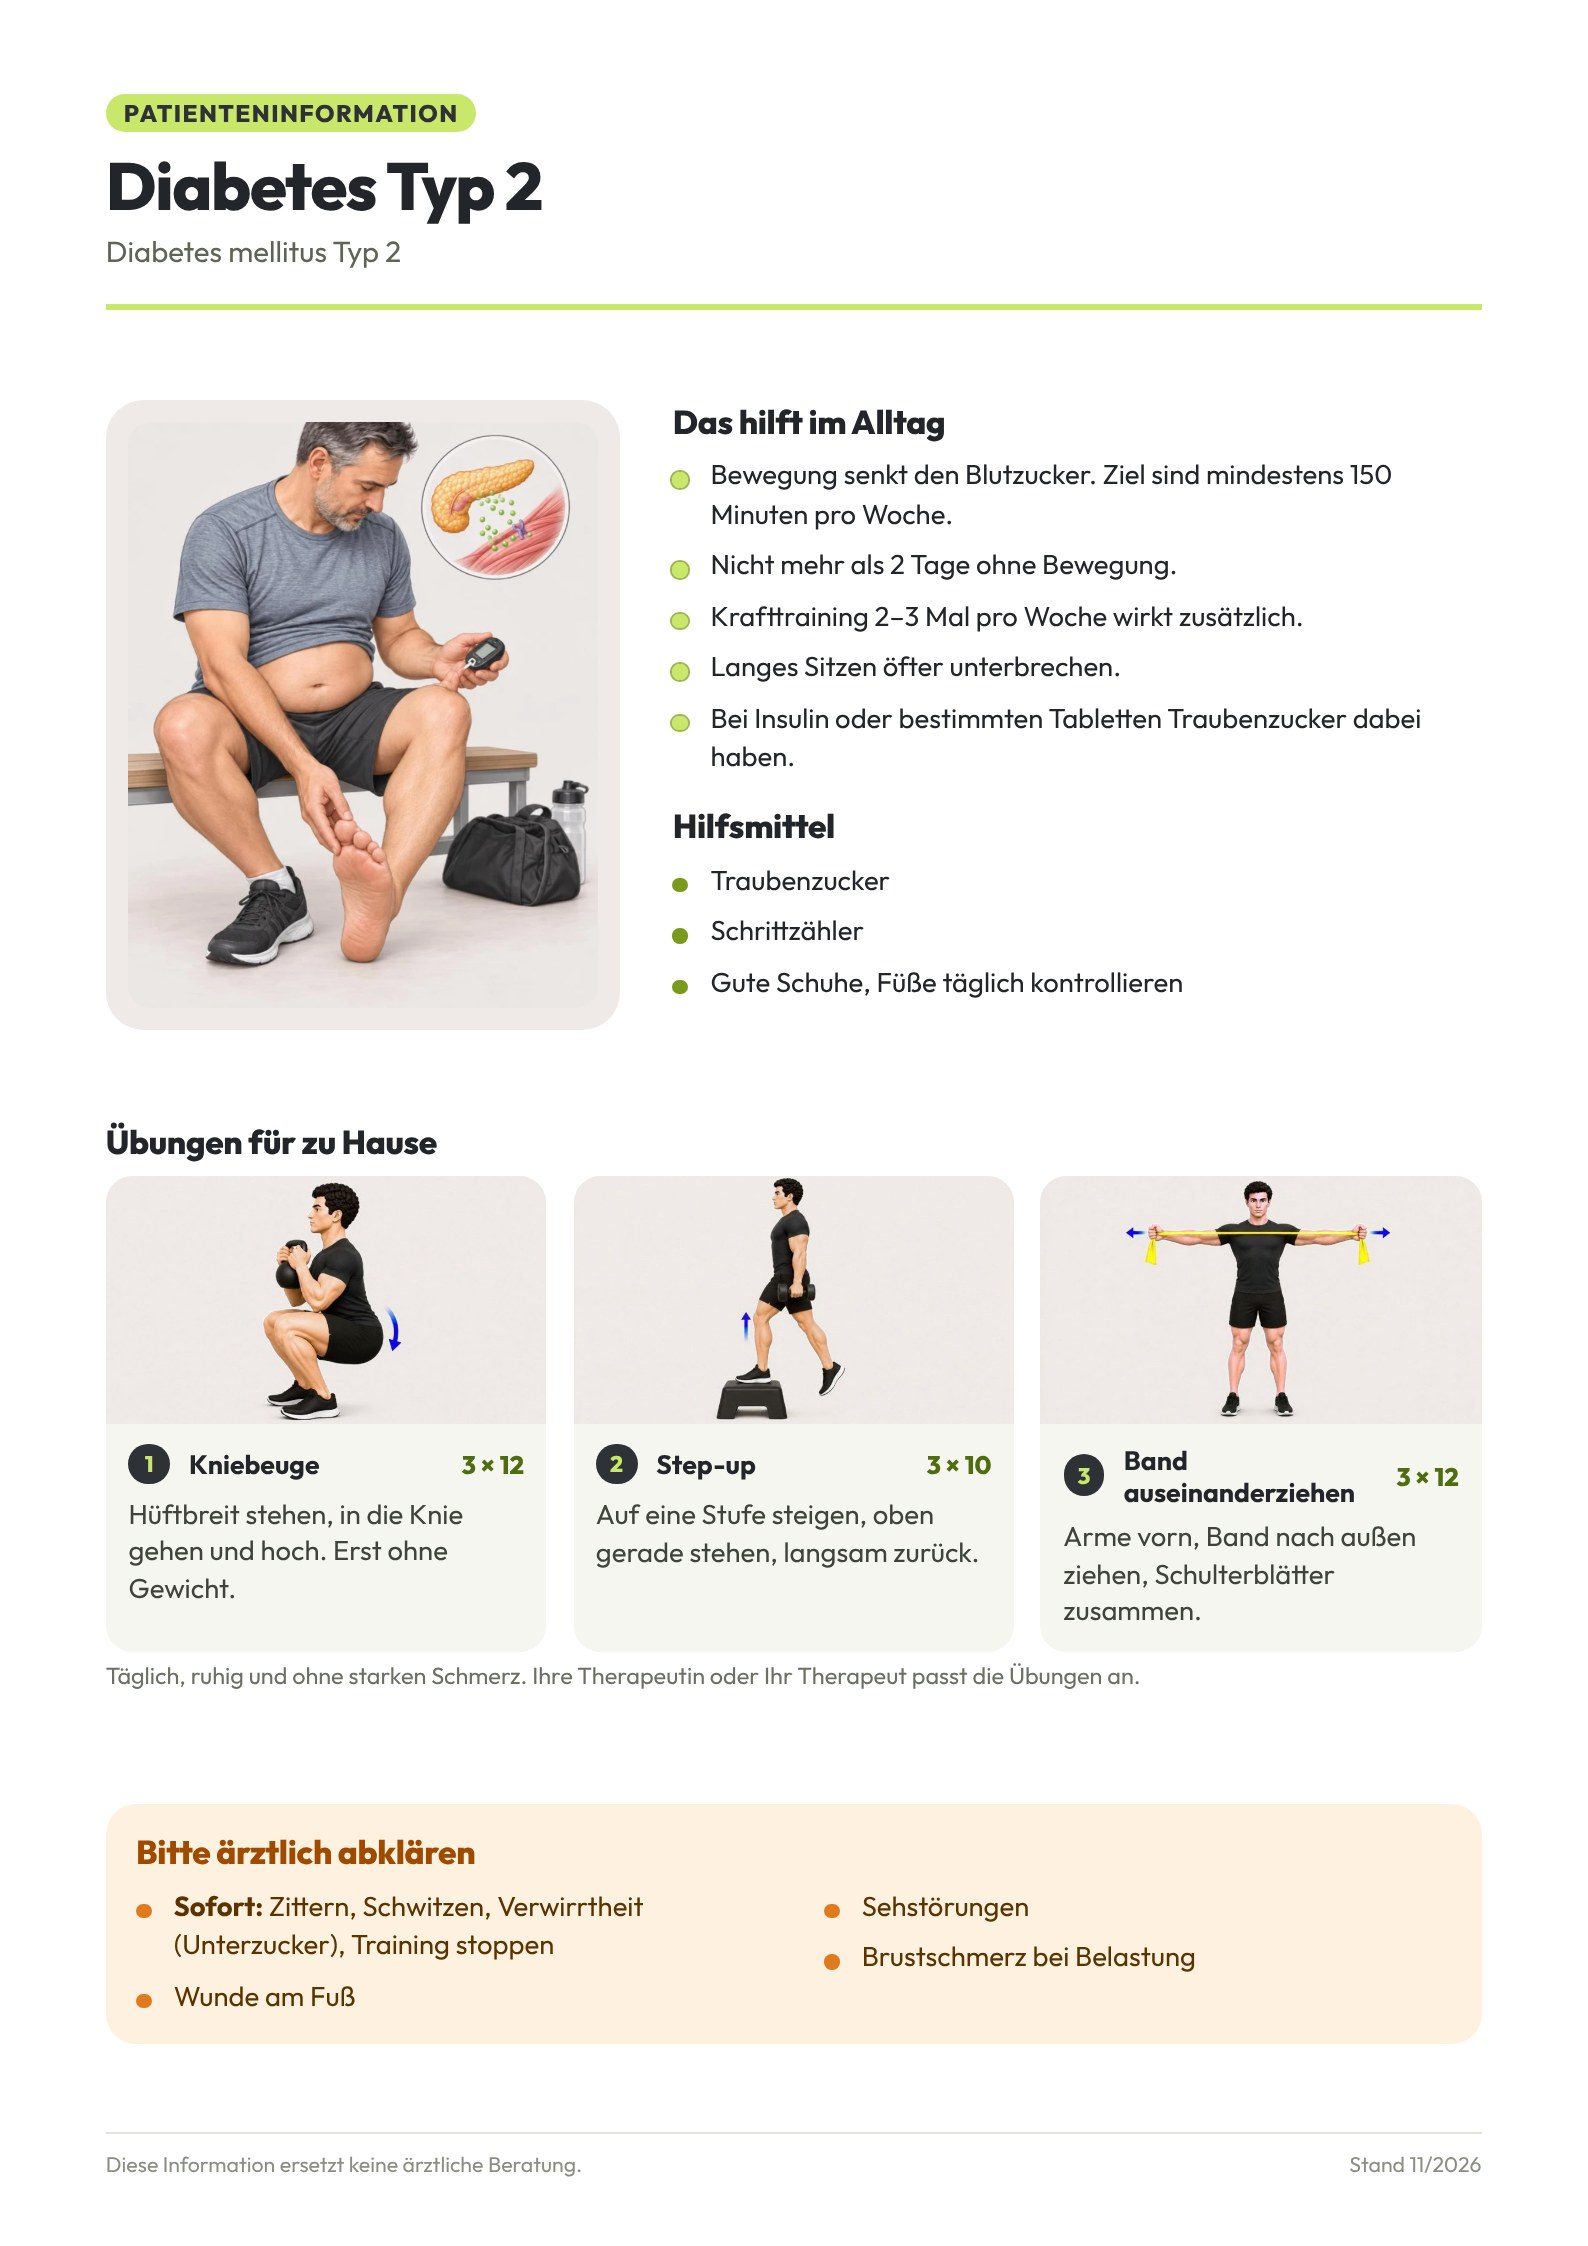 PATIENTENINFORMATION
Diabetes Typ 2
Diabetes mellitus Typ 2
Das hilft im Alltag
Bewegung senkt den Blutzucker. Ziel sind mindestens 150
Minuten pro Woche.
Nicht mehr als 2 Tage ohne Bewegung.
Krafttraining 2–3 Mal pro Woche wirkt zusätzlich.
Langes Sitzen öfter unterbrechen.
Bei Insulin oder bestimmten Tabletten Traubenzucker dabei
haben.
Hilfsmittel
Traubenzucker
Schrittzähler
Gute Schuhe, Füße täglich kontrollieren
Übungen für zu Hause
1 Kniebeuge 3 × 12
Hüftbreit stehen, in die Knie
gehen und hoch. Erst ohne
Gewicht.
2 Step-up 3 × 10
Auf eine Stufe steigen, oben
gerade stehen, langsam zurück.
3 Band
auseinanderziehen 3 × 12
Arme vorn, Band nach außen
ziehen, Schulterblätter
zusammen.
Täglich, ruhig und ohne starken Schmerz. Ihre Therapeutin oder Ihr Therapeut passt die Übungen an.
Bitte ärztlich abklären
Sofort: Zittern, Schwitzen, Verwirrtheit
(Unterzucker), Training stoppen
Wunde am Fuß
Sehstörungen
Brustschmerz bei Belastung
Diese Information ersetzt keine ärztliche Beratung.
Stand 11/2026